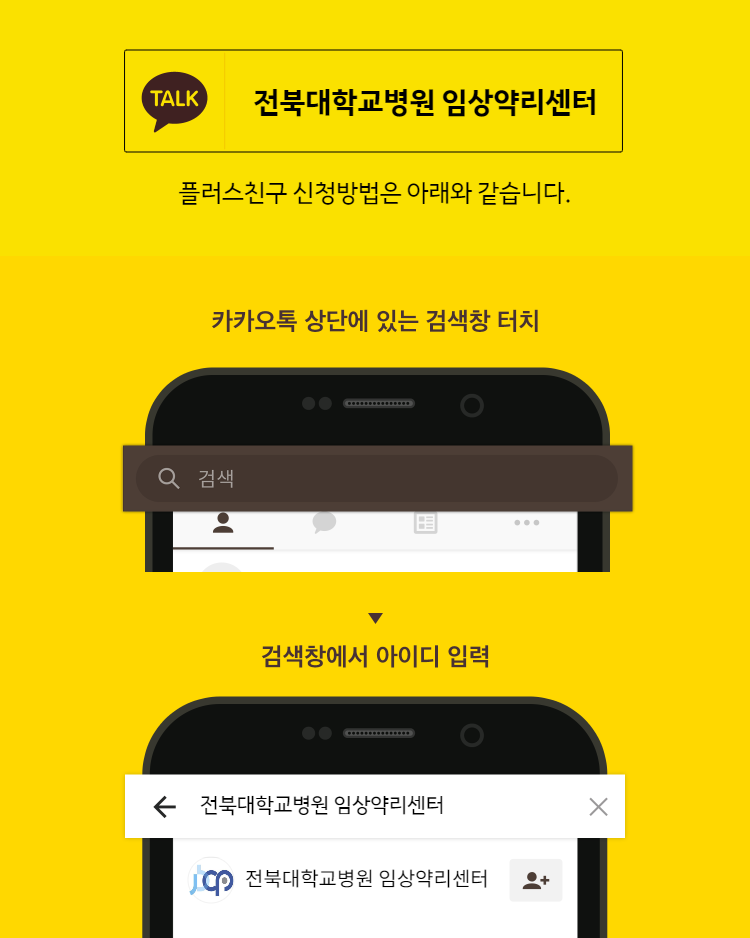 TALK
전북대학교병원 임상약리센터
플러스친구 신청방법은 아래와 같습니다.
카카오톡 상단에 있는 검색창 터치
검색
검색창에서 아이디 입력
전북대학교병원 임상약리센터
전북대학교병원 임상약리센터